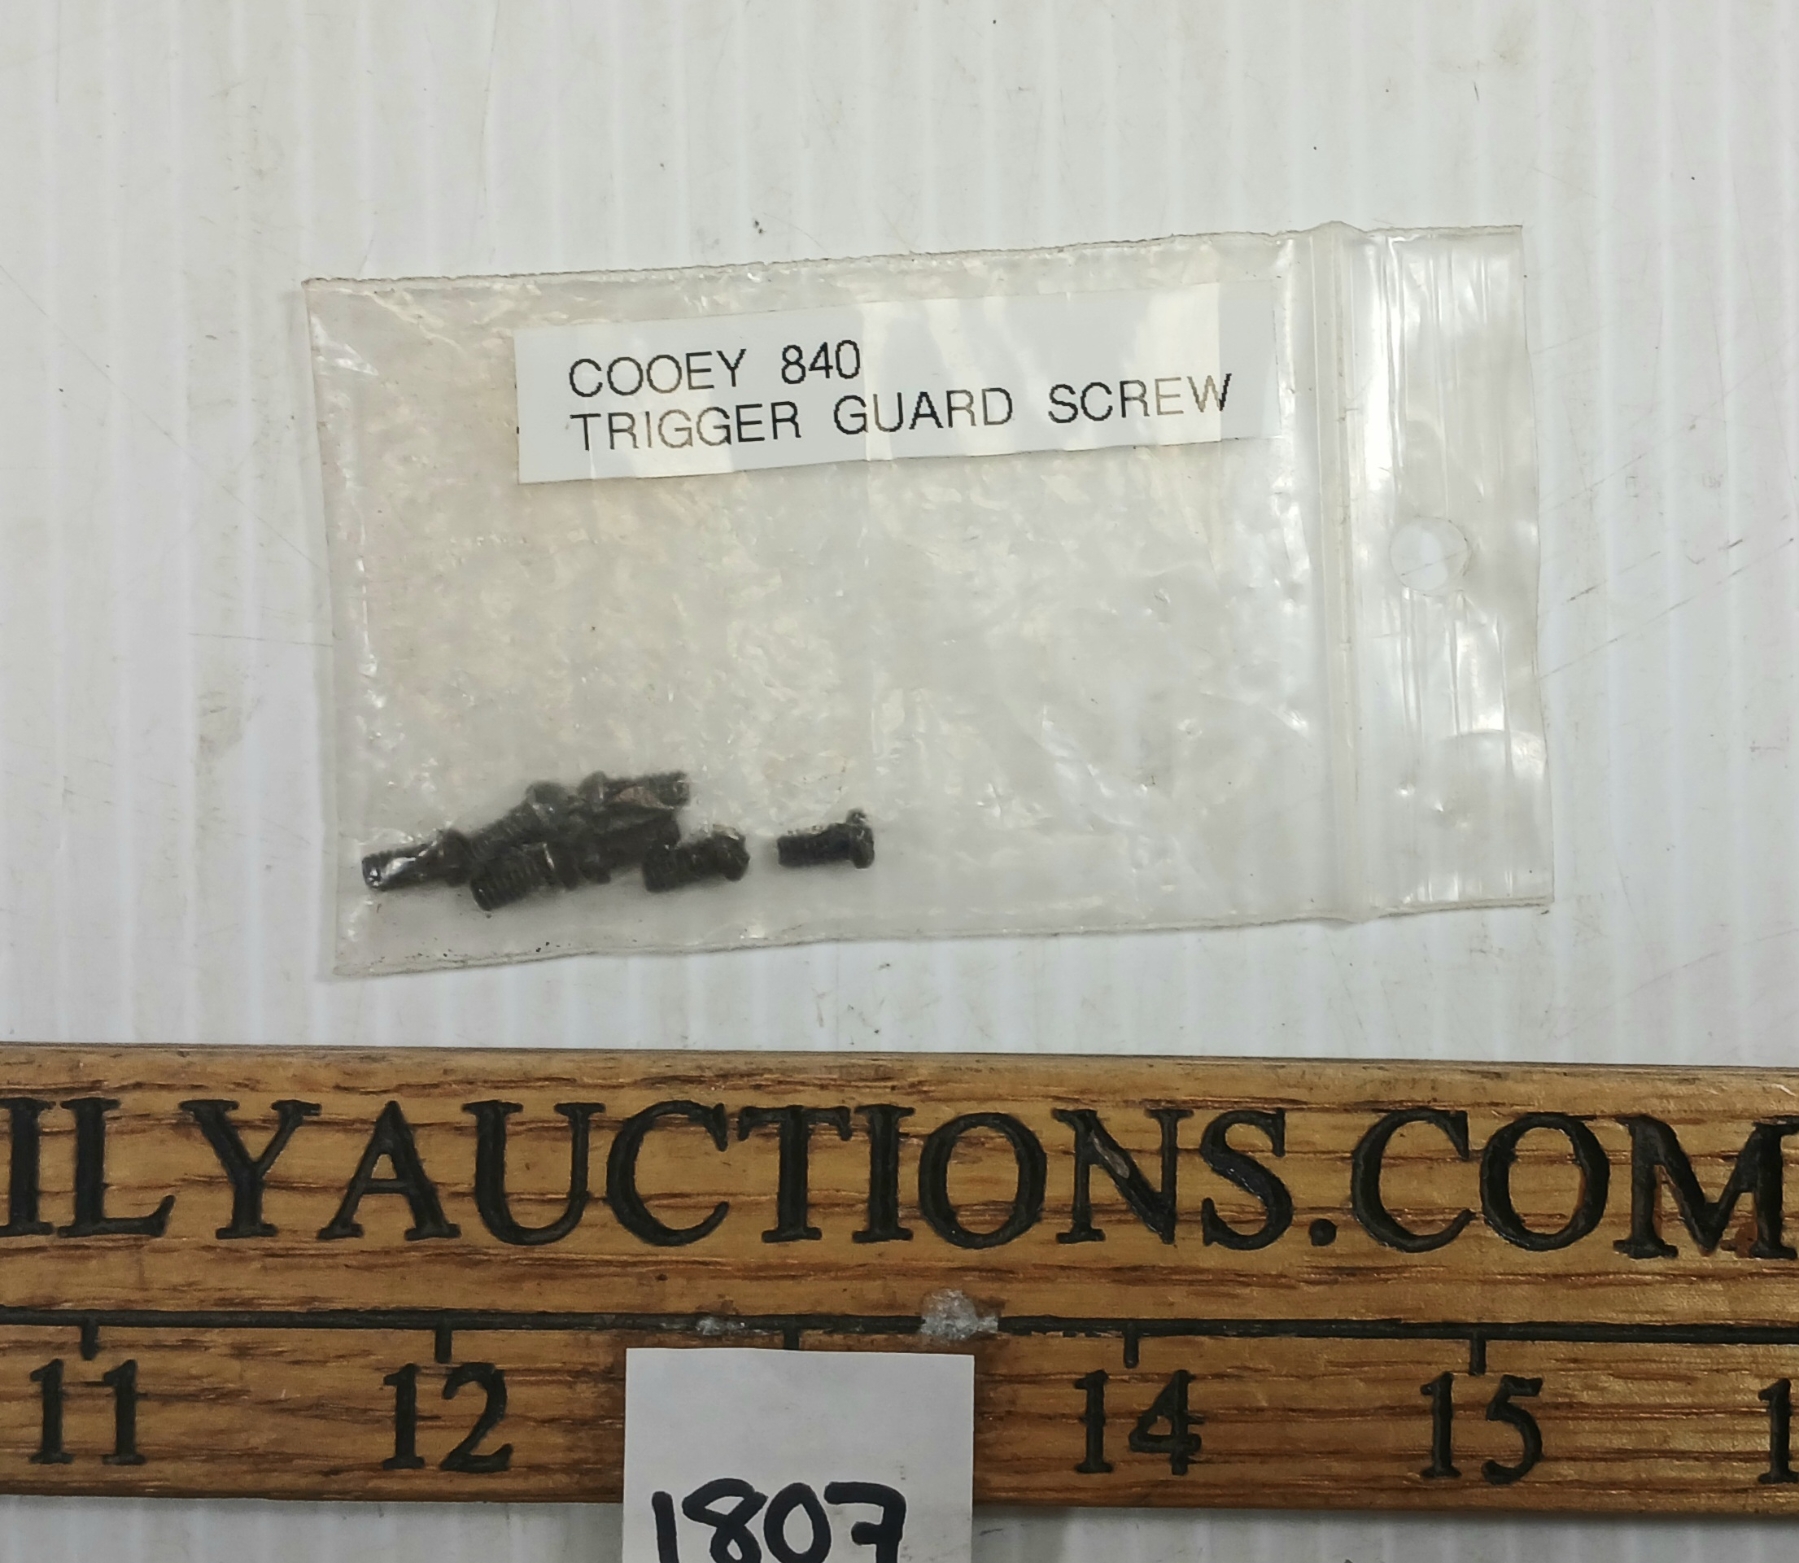 COOEY 840
TRIGGER GUARD SCREW
ILYAUCTIONS.COM
11 12 14 15
1807